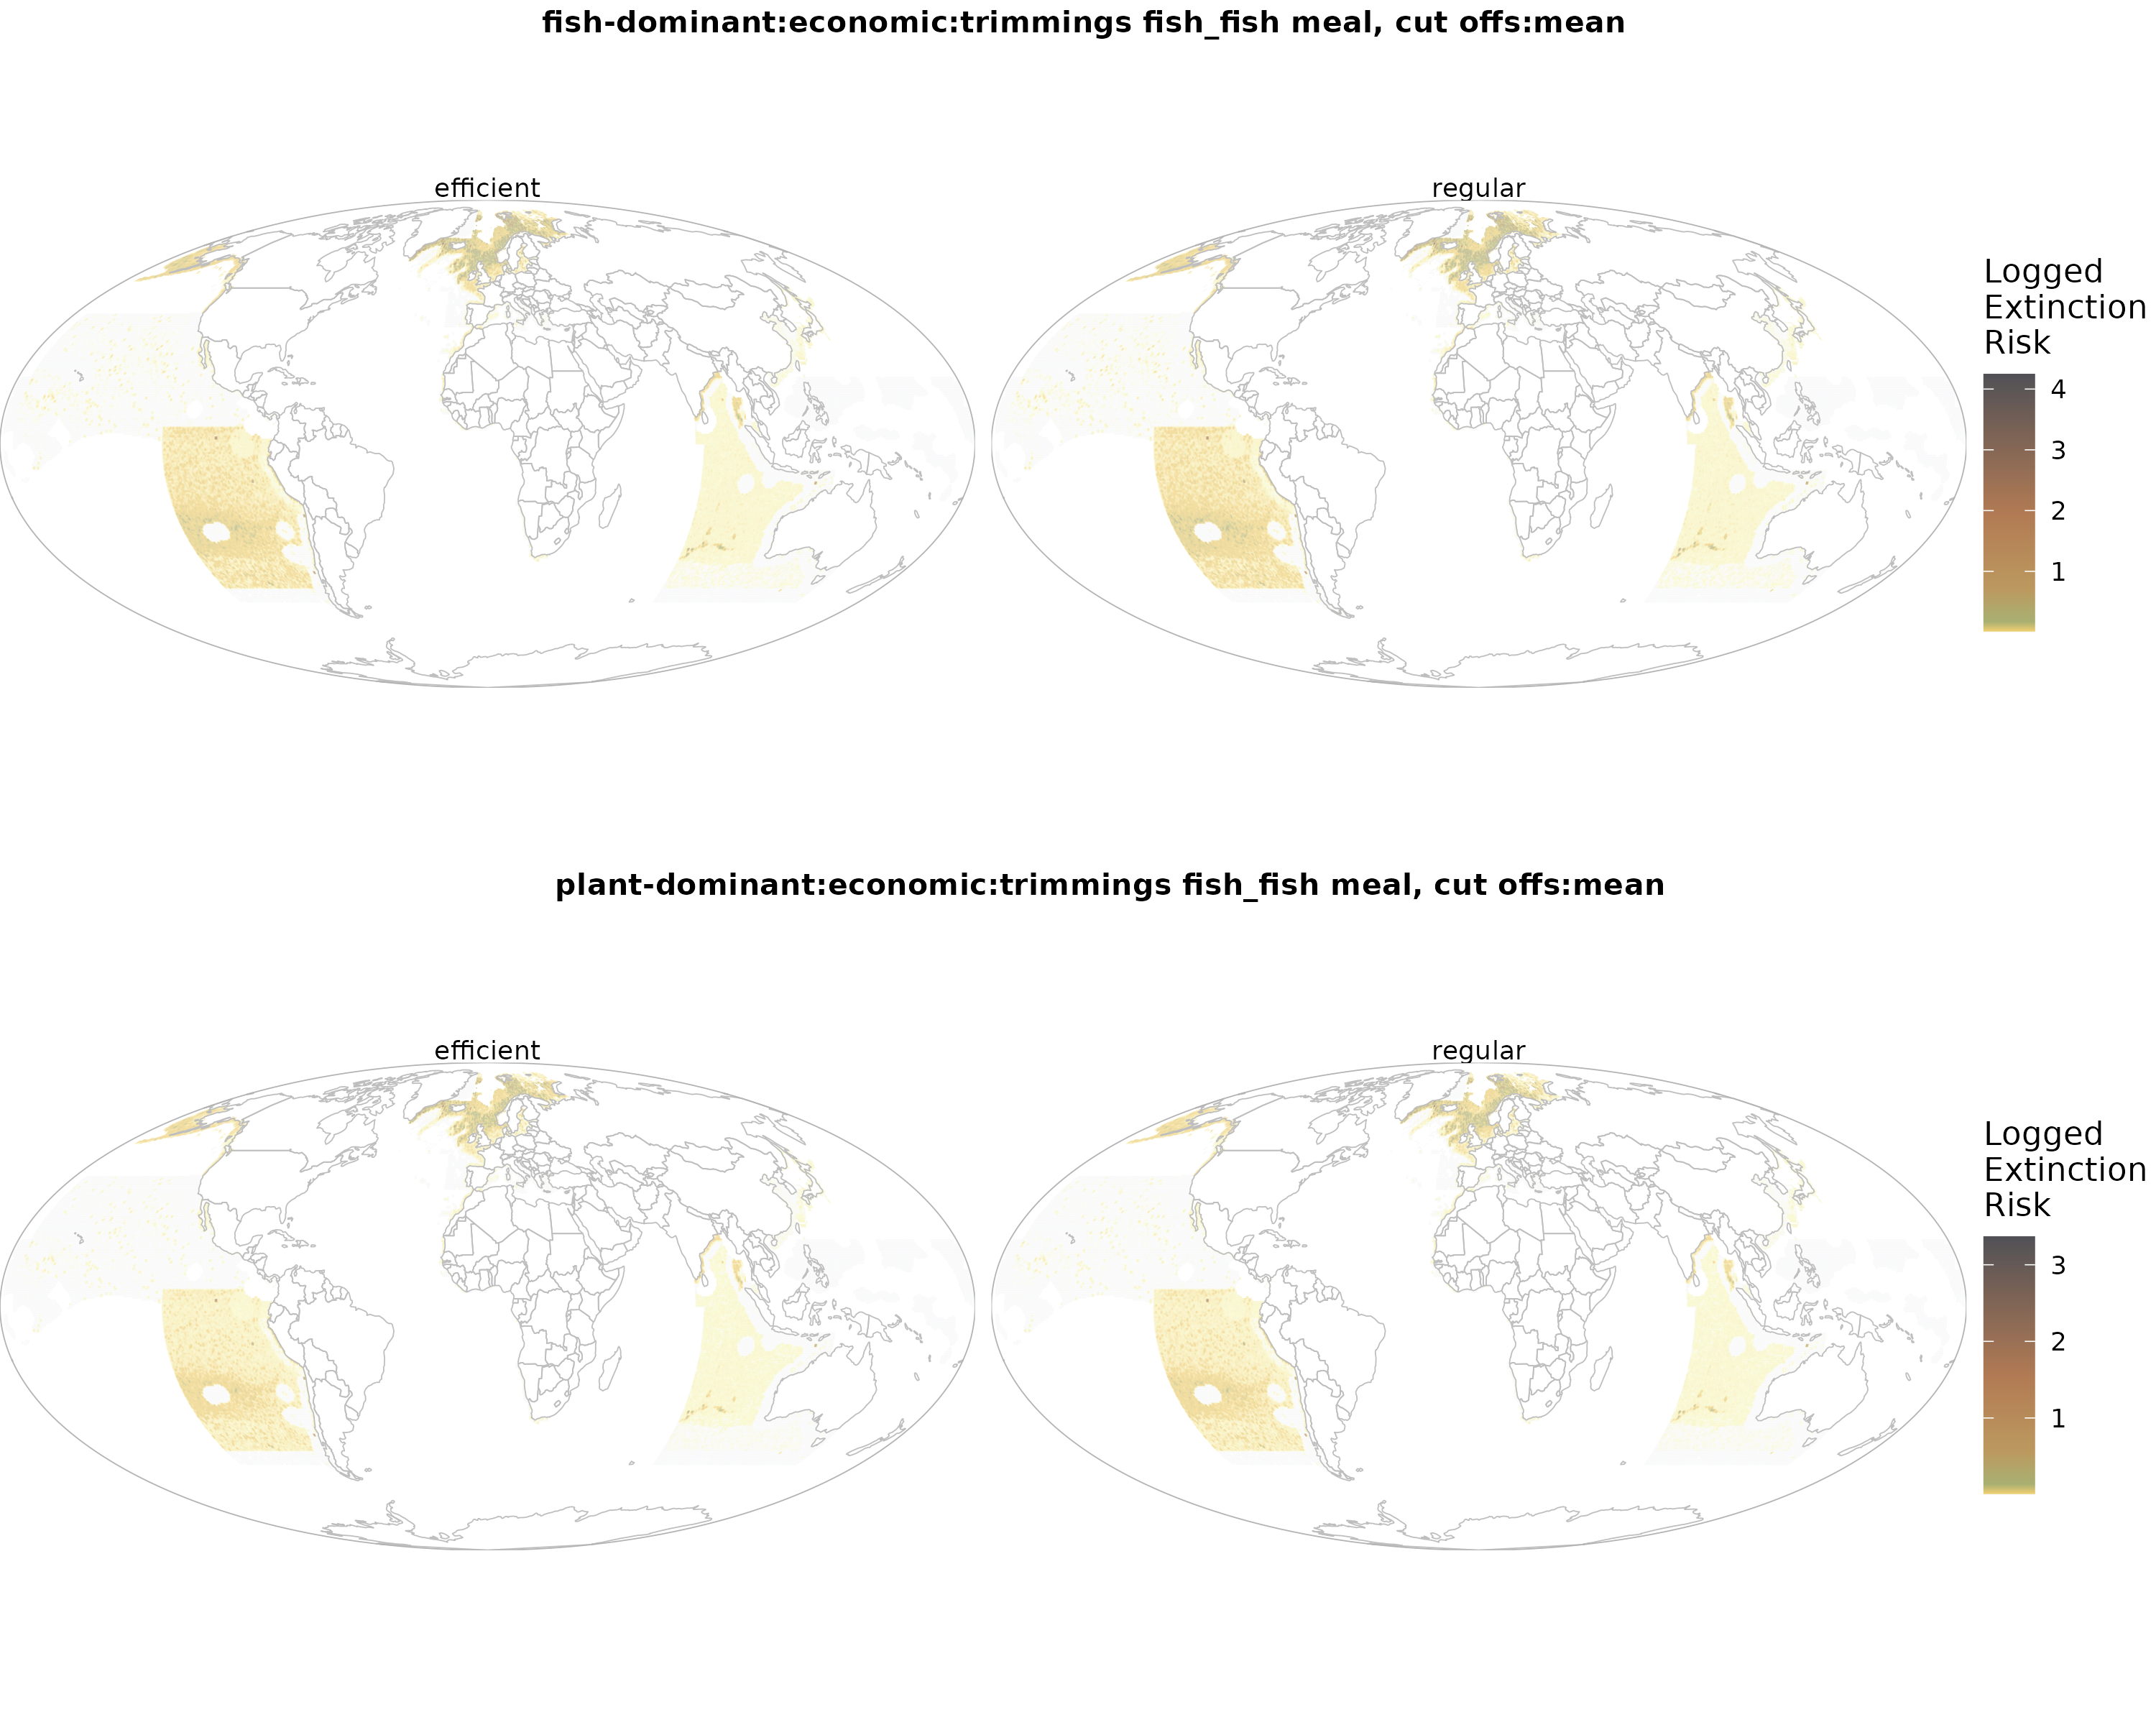 fish-dominant:economic:trimmings fish_fish meal, cut offs:mean
efficient
regular
Logged
Extinction
Risk
4
3
2
1
plant-dominant:economic:trimmings fish_fish meal, cut offs:mean
efficient
regular
Logged
Extinction
Risk
3
2
1